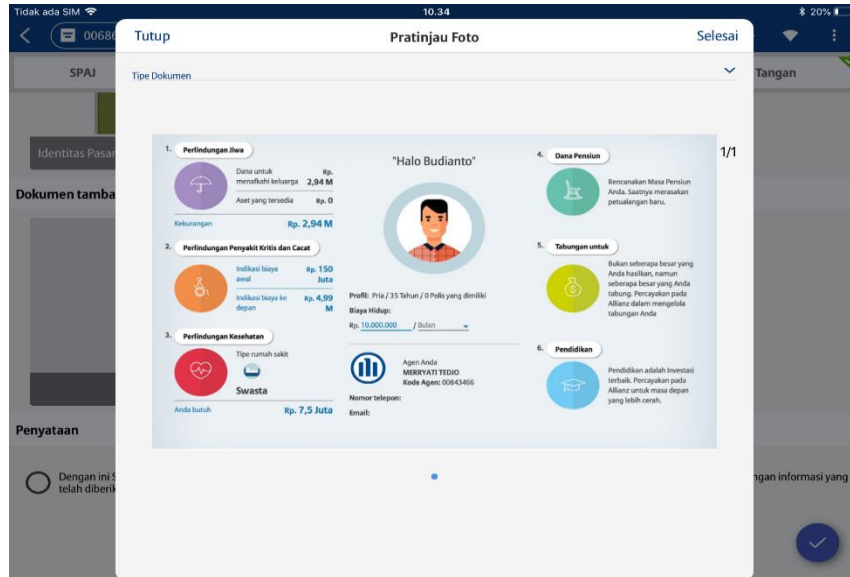 Tidak ada SIM
10.34
20%
00686
Tutup
Pratinjau Foto
Selesai
SPAJ
Tipe Dokumen
Tangan
Identitas Pasan
Dokumen tamba
1/1
1. Perlindungan Jiwa
Dana untuk menafkahi keluarga
Rp. 2,94 M
Aset yang tersedia
Rp. 0
Kekurangan
Rp. 2,94 M
2. Perlindungan Penyakit Kritis dan Cacat
Indikasi biaya awal
Rp. 150 Juta
Indikasi biaya ke depan
Rp. 4,99 M
3. Perlindungan Kesehatan
Tipe rumah sakit
Swasta
Anda butuh
Rp. 7,5 Juta
"Halo Budianto"
Profil: Pria / 35 Tahun / 0 Polis yang dimiliki
Biaya Hidup:
Rp. 10.000.000 / Bulan
Agen Anda
MERRYATI TEDJO
Kode Agen: 00843466
Nomor telepon:
Email:
4. Dana Pensiun
Rencanakan Masa Pensiun
Anda. Saatnya merasakan
petualangan baru.
5. Tabungan untuk
Bukan seberapa besar yang
Anda hasilkan, namun
seberapa besar yang Anda
tabung. Percayakan pada
Allianz dalam mengelola
tabungan Anda
6. Pendidikan
Pendidikan adalah Investasi
terbaik. Percayakan pada
Allianz untuk masa depan
yang lebih cerah.
Penyataan
Dengan ini S
telah diberik
ngan informasi yang